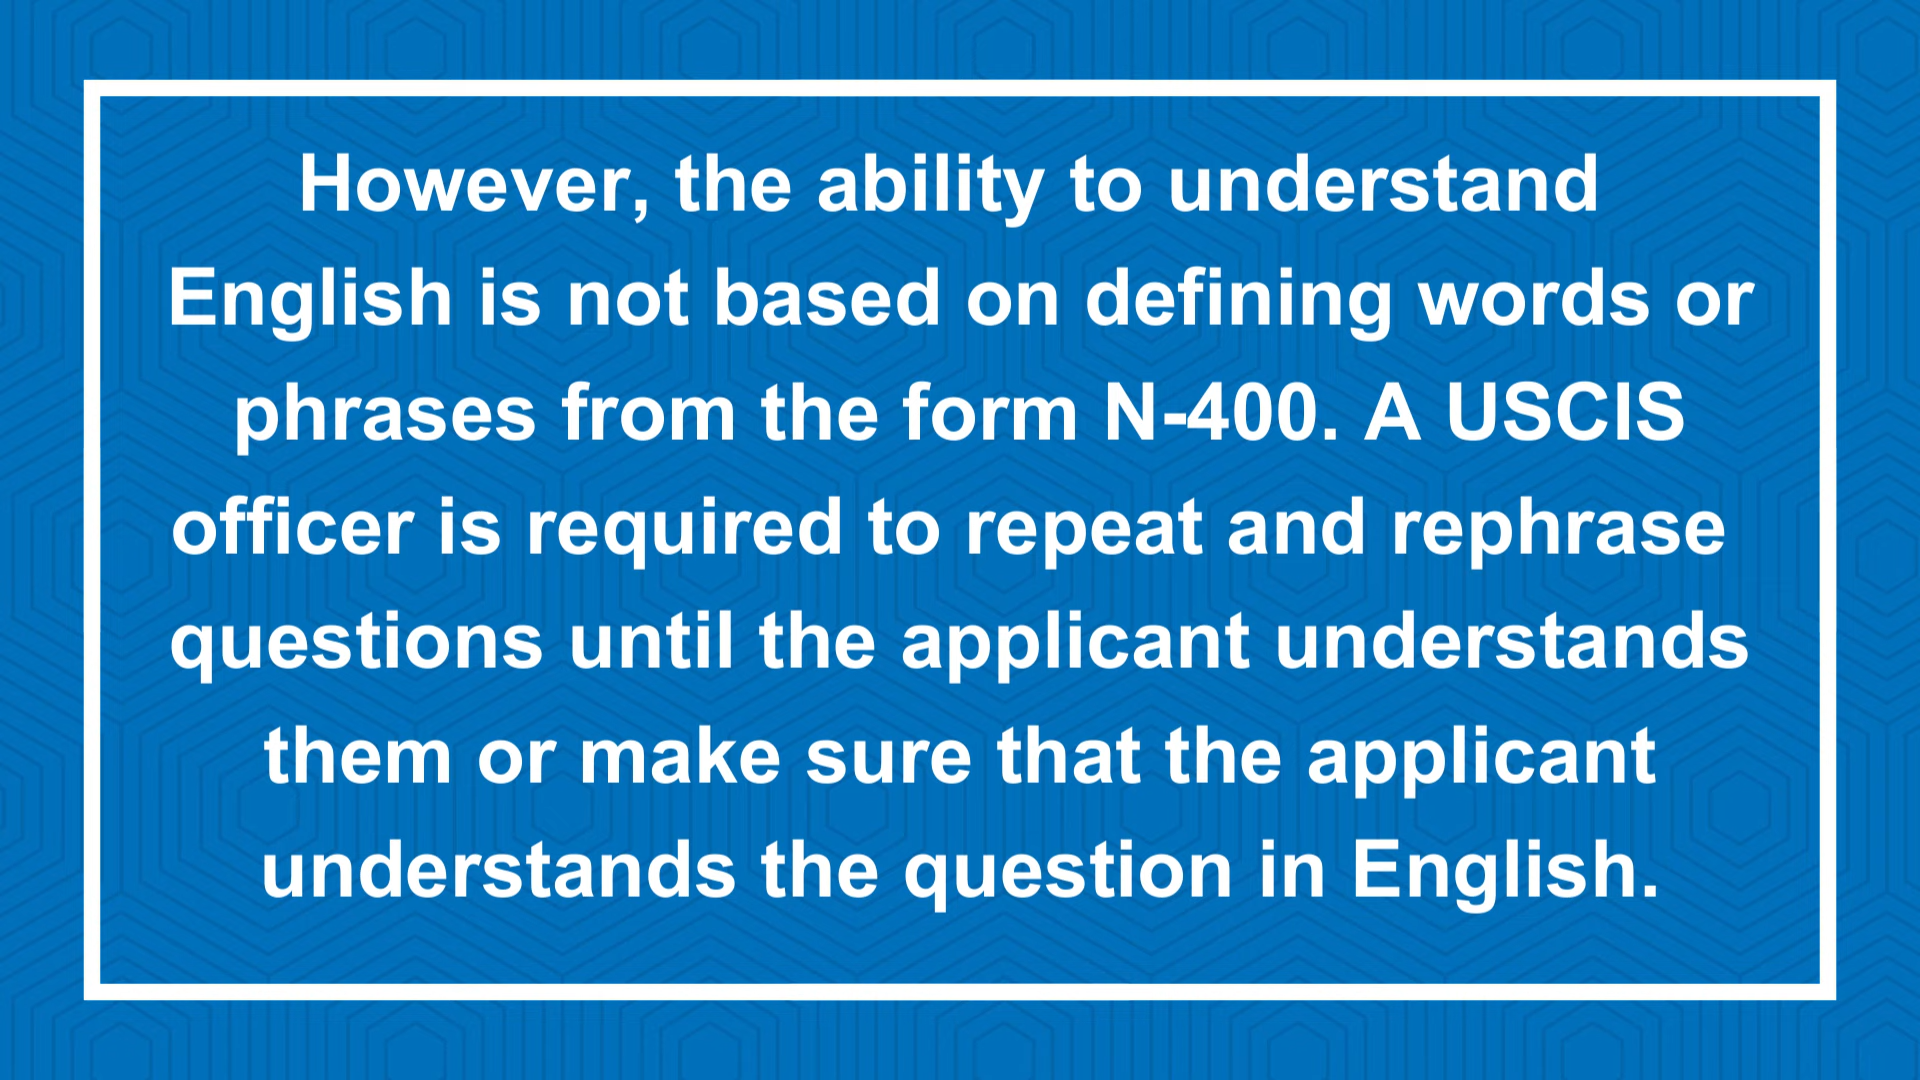 However, the ability to understand
English is not based on defining words or
phrases from the form N-400. A USCIS
officer is required to repeat and rephrase
questions until the applicant understands
them or make sure that the applicant
understands the question in English.